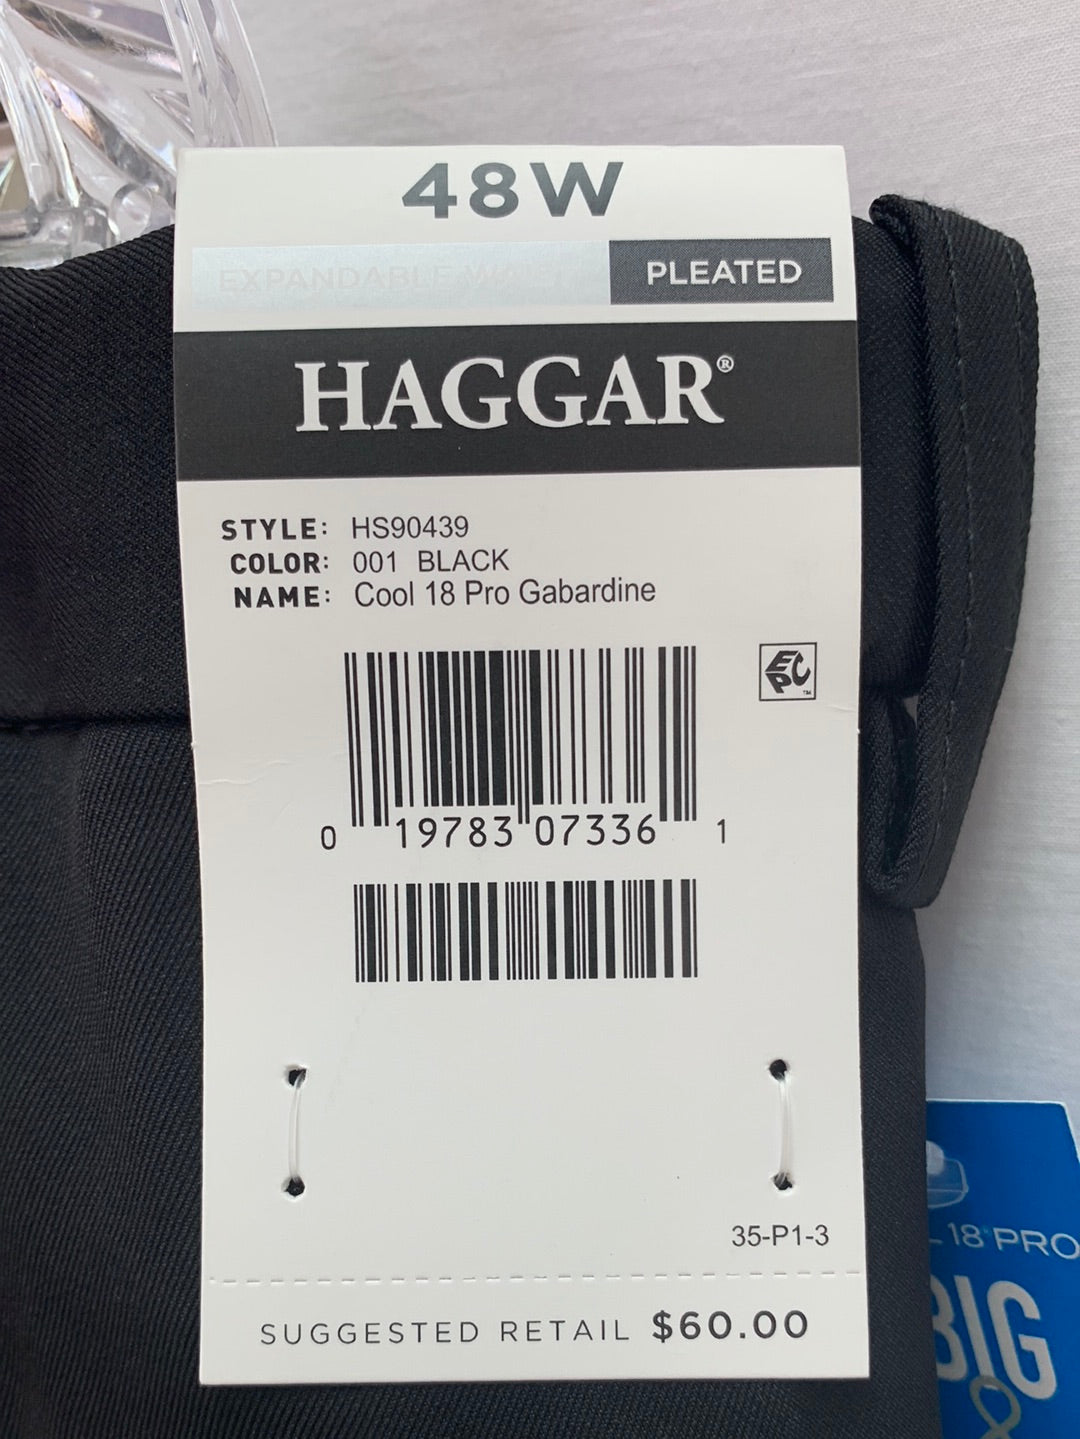 48W
EXPANDABLE WAIST PLEATED
HAGGAR®
STYLE: HS90439
COLOR: 001 BLACK
NAME: Cool 18 Pro Gabardine
EPC™
0 19783 07336 1
35-P1-3
SUGGESTED RETAIL $60.00
18® PRO
BIG
&